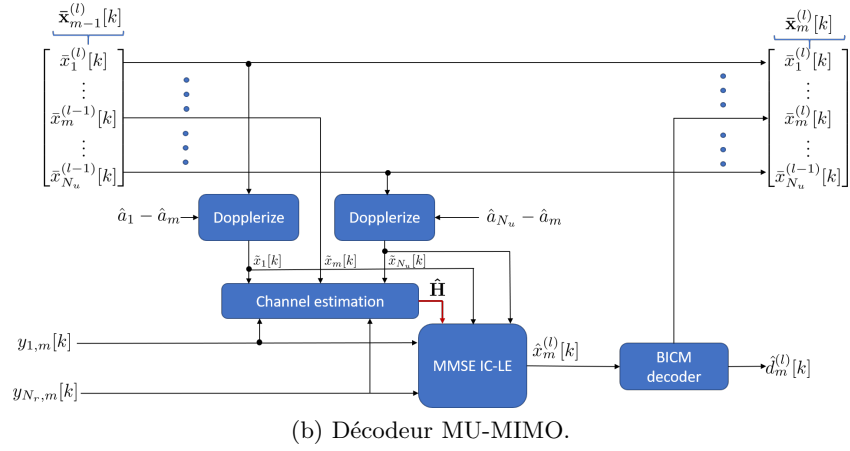 x̄_{m-1}^{(l)}[k] x̄_m^{(l)}[k]
x̄_1^{(l)}[k] x̄_1^{(l)}[k]
⋮ ⋮
x̄_m^{(l-1)}[k] x̄_m^{(l)}[k]
⋮ ⋮
x̄_{N_u}^{(l-1)}[k] x̄_{N_u}^{(l-1)}[k]
â_1 − â_m Dopplerize Dopplerize â_{N_u} − â_m
x̃_1[k] x̃_m[k] x̃_{N_u}[k]
Channel estimation Ĥ
y_{1,m}[k] MMSE IC-LE x̂_m^{(l)}[k] BICM
decoder d̂_m^{(l)}[k]
y_{N_r,m}[k]
(b) Décodeur MU-MIMO.